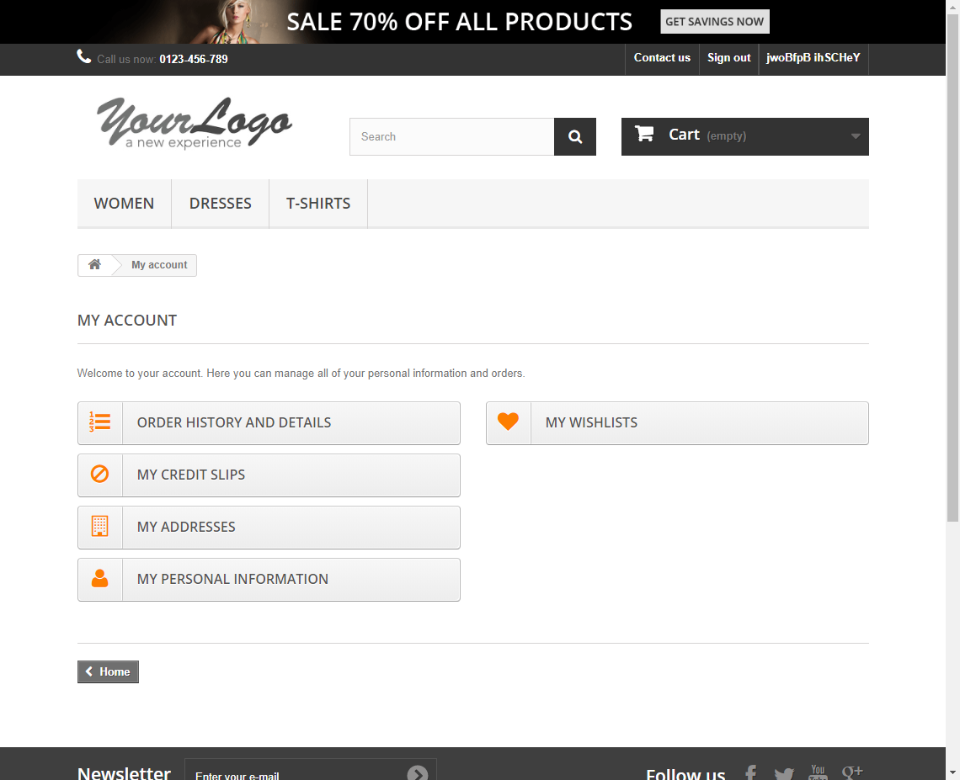 SALE 70% OFF ALL PRODUCTS
GET SAVINGS NOW
Call us now: 0123-456-789
Contact us
Sign out
jwoBfpB ihSCHeY
Your Logo
a new experience
Search
Cart (empty)
WOMEN
DRESSES
T-SHIRTS
My account
MY ACCOUNT
Welcome to your account. Here you can manage all of your personal information and orders.
ORDER HISTORY AND DETAILS
MY WISHLISTS
MY CREDIT SLIPS
MY ADDRESSES
MY PERSONAL INFORMATION
Home
Newsletter
Enter your e-mail
Follow us